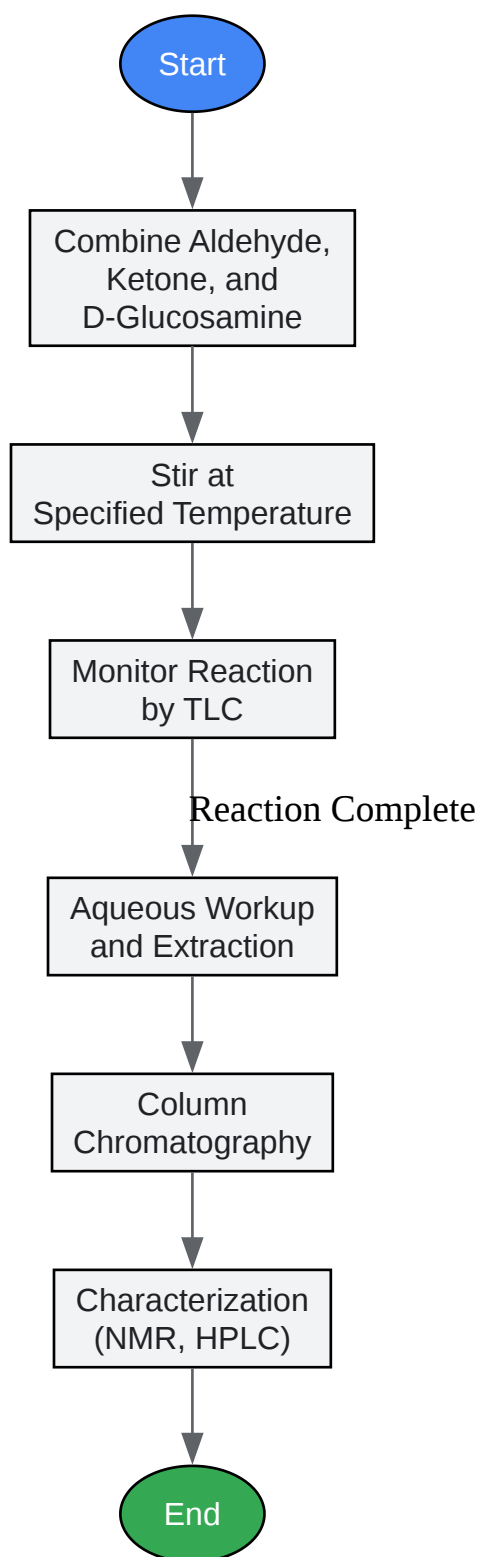 Start
Combine Aldehyde,
Ketone, and
D-Glucosamine
Stir at
Specified Temperature
Monitor Reaction
by TLC
Reaction Complete
Aqueous Workup
and Extraction
Column
Chromatography
Characterization
(NMR, HPLC)
End